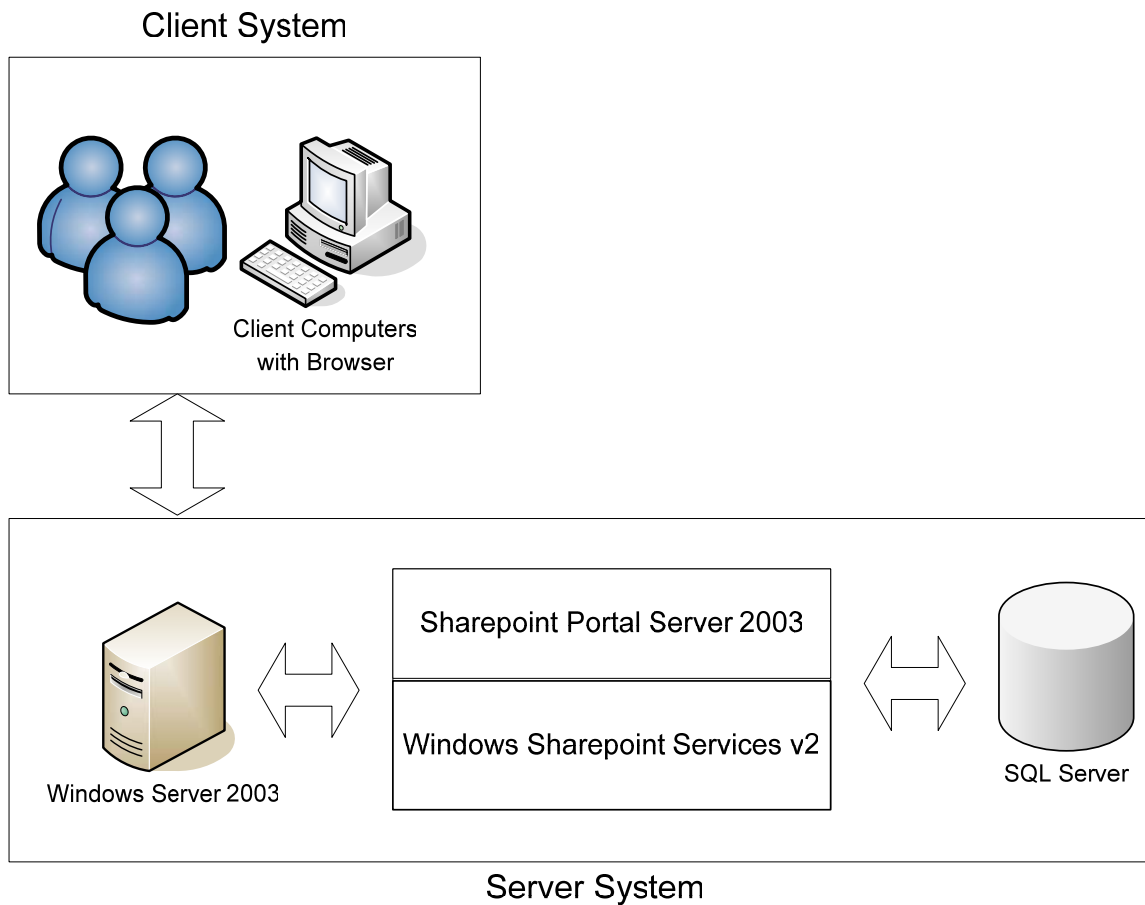 Client System
Client Computers
with Browser
Sharepoint Portal Server 2003
Windows Sharepoint Services v2
Windows Server 2003
SQL Server
Server System